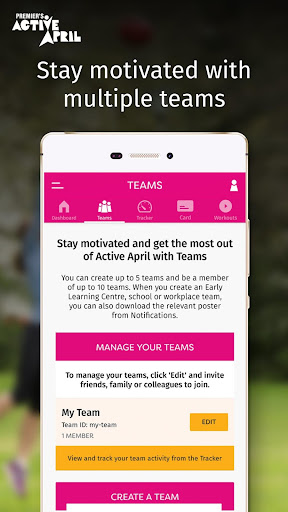 PREMIER'S
ACTIVE
APRIL
Stay motivated with
multiple teams
TEAMS
Dashboard
Teams
Tracker
Card
Workouts
Stay motivated and get the most out
of Active April with Teams
You can create up to 5 teams and be a member
of up to 10 teams. When you create an Early
Learning Centre, school or workplace team,
you can also download the relevant poster
from Notifications.
MANAGE YOUR TEAMS
To manage your teams, click 'Edit' and invite
friends, family or colleagues to join.
My Team
Team ID: my-team
1 MEMBER
EDIT
View and track your team activity from the Tracker
CREATE A TEAM